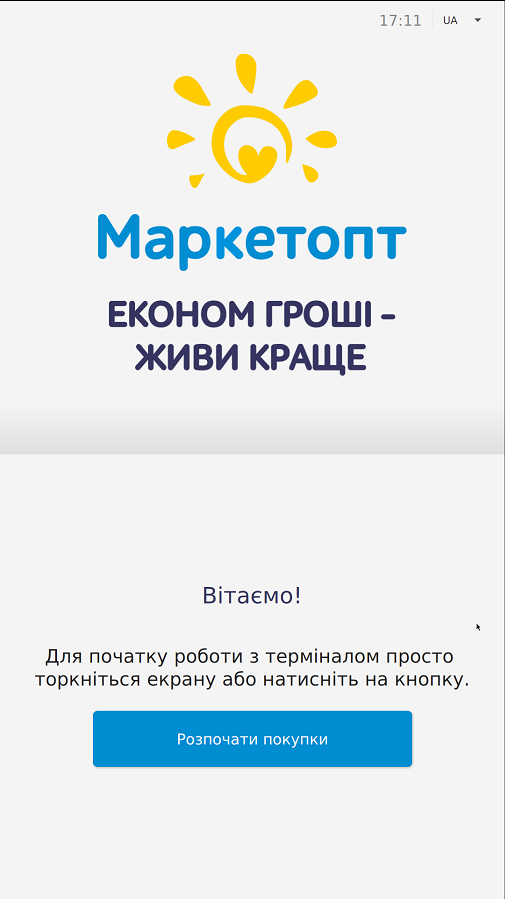 17:11 UA
Маркетопт
ЕКОНОМ ГРОШІ –
ЖИВИ КРАЩЕ
Вітаємо!
Для початку роботи з терміналом просто
торкніться екрану або натисніть на кнопку.
Розпочати покупки